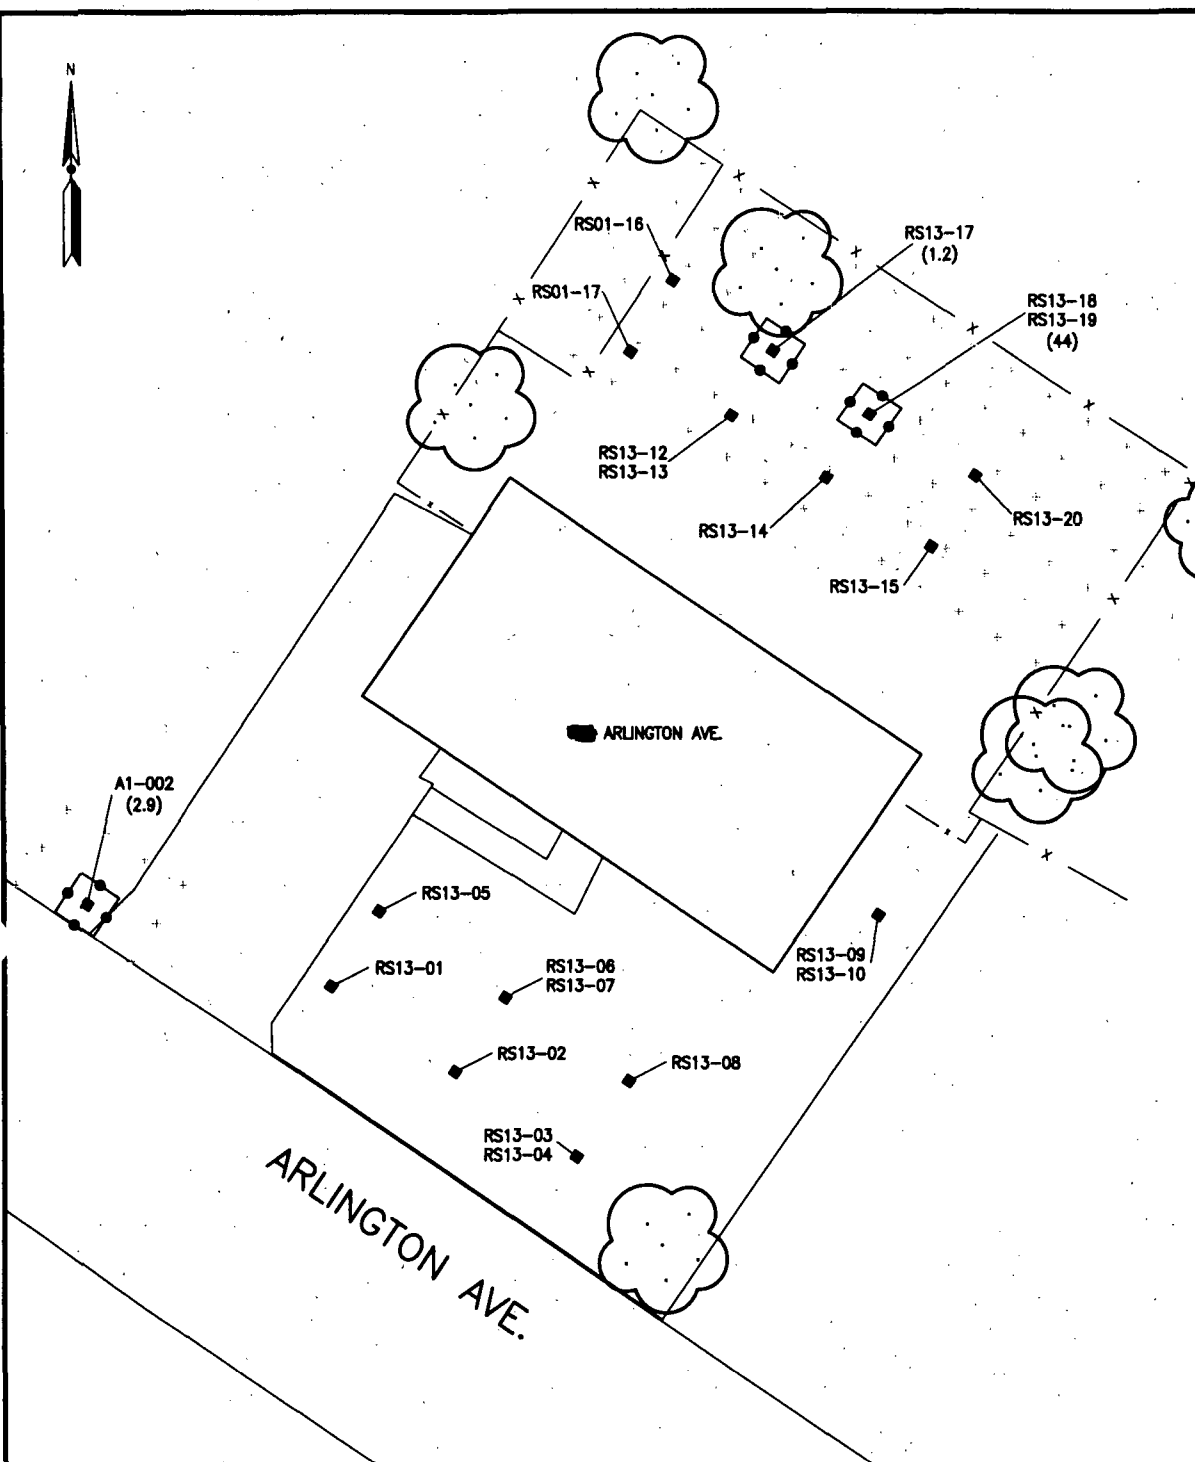 N
RS01-16
RS13-17
(1.2)
RS01-17
RS13-18
RS13-19
(44)
RS13-12
RS13-13
RS13-14
RS13-20
RS13-15
ARLINGTON AVE.
A1-002
(2.9)
RS13-05
RS13-09
RS13-10
RS13-01
RS13-06
RS13-07
RS13-02
RS13-08
RS13-03
RS13-04
ARLINGTON AVE.